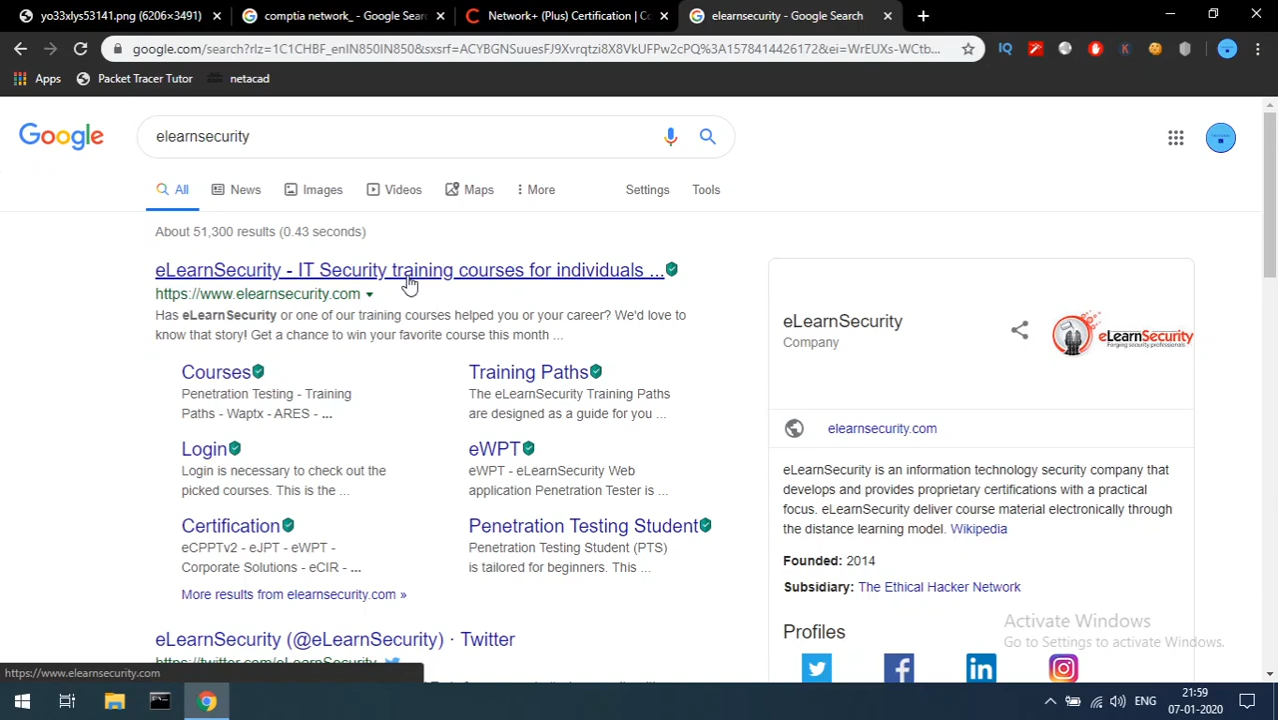 yo33xlys53141.png (6206×3491)
comptia network_ - Google Sear
Network+ (Plus) Certification | Co
elearnsecurity - Google Search
google.com/search?rlz=1C1CHBF_enIN850IN850&sxsrf=ACYBGNSuuesFJ9Xvrqtzi8X8VkUFPw2cPQ%3A1578414426172&ei=WrEUXs-WCtb...
Apps
Packet Tracer Tutor
netacad
Google
elearnsecurity
All
News
Images
Videos
Maps
More
Settings
Tools
About 51,300 results (0.43 seconds)
eLearnSecurity - IT Security training courses for individuals ...
https://www.elearnsecurity.com
Has eLearnSecurity or one of our training courses helped you or your career? We'd love to
know that story! Get a chance to win your favorite course this month ...
Courses
Penetration Testing - Training
Paths - Waptx - ARES - ...
Training Paths
The eLearnSecurity Training Paths
are designed as a guide for you ...
Login
Login is necessary to check out the
picked courses. This is the ...
eWPT
eWPT - eLearnSecurity Web
application Penetration Tester is ...
Certification
eCPPTv2 - eJPT - eWPT -
Corporate Solutions - eCIR - ...
Penetration Testing Student
Penetration Testing Student (PTS)
is tailored for beginners. This ...
More results from elearnsecurity.com »
eLearnSecurity (@eLearnSecurity) · Twitter
https://twitter.com/eLearnSecurity
https://www.elearnsecurity.com
eLearnSecurity
Company
eLearnSecurity
Forging security professionals
elearnsecurity.com
eLearnSecurity is an information technology security company that
develops and provides proprietary certifications with a practical
focus. eLearnSecurity deliver course material electronically through
the distance learning model. Wikipedia
Founded: 2014
Subsidiary: The Ethical Hacker Network
Profiles
Activate Windows
Go to Settings to activate Windows.
ENG
21:59
07-01-2020